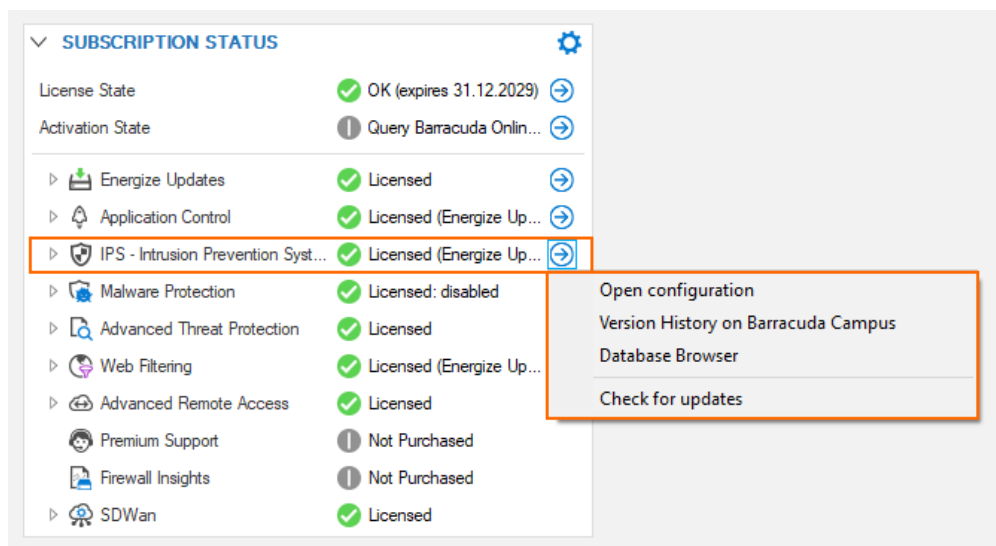 SUBSCRIPTION STATUS
License State OK (expires 31.12.2029)
Activation State Query Barracuda Onlin...
Energize Updates Licensed
Application Control Licensed (Energize Up...
IPS - Intrusion Prevention Syst... Licensed (Energize Up...
Open configuration
Malware Protection Licensed: disabled
Version History on Barracuda Campus
Advanced Threat Protection Licensed
Database Browser
Web Filtering Licensed (Energize Up...
Check for updates
Advanced Remote Access Licensed
Premium Support Not Purchased
Firewall Insights Not Purchased
SDWan Licensed